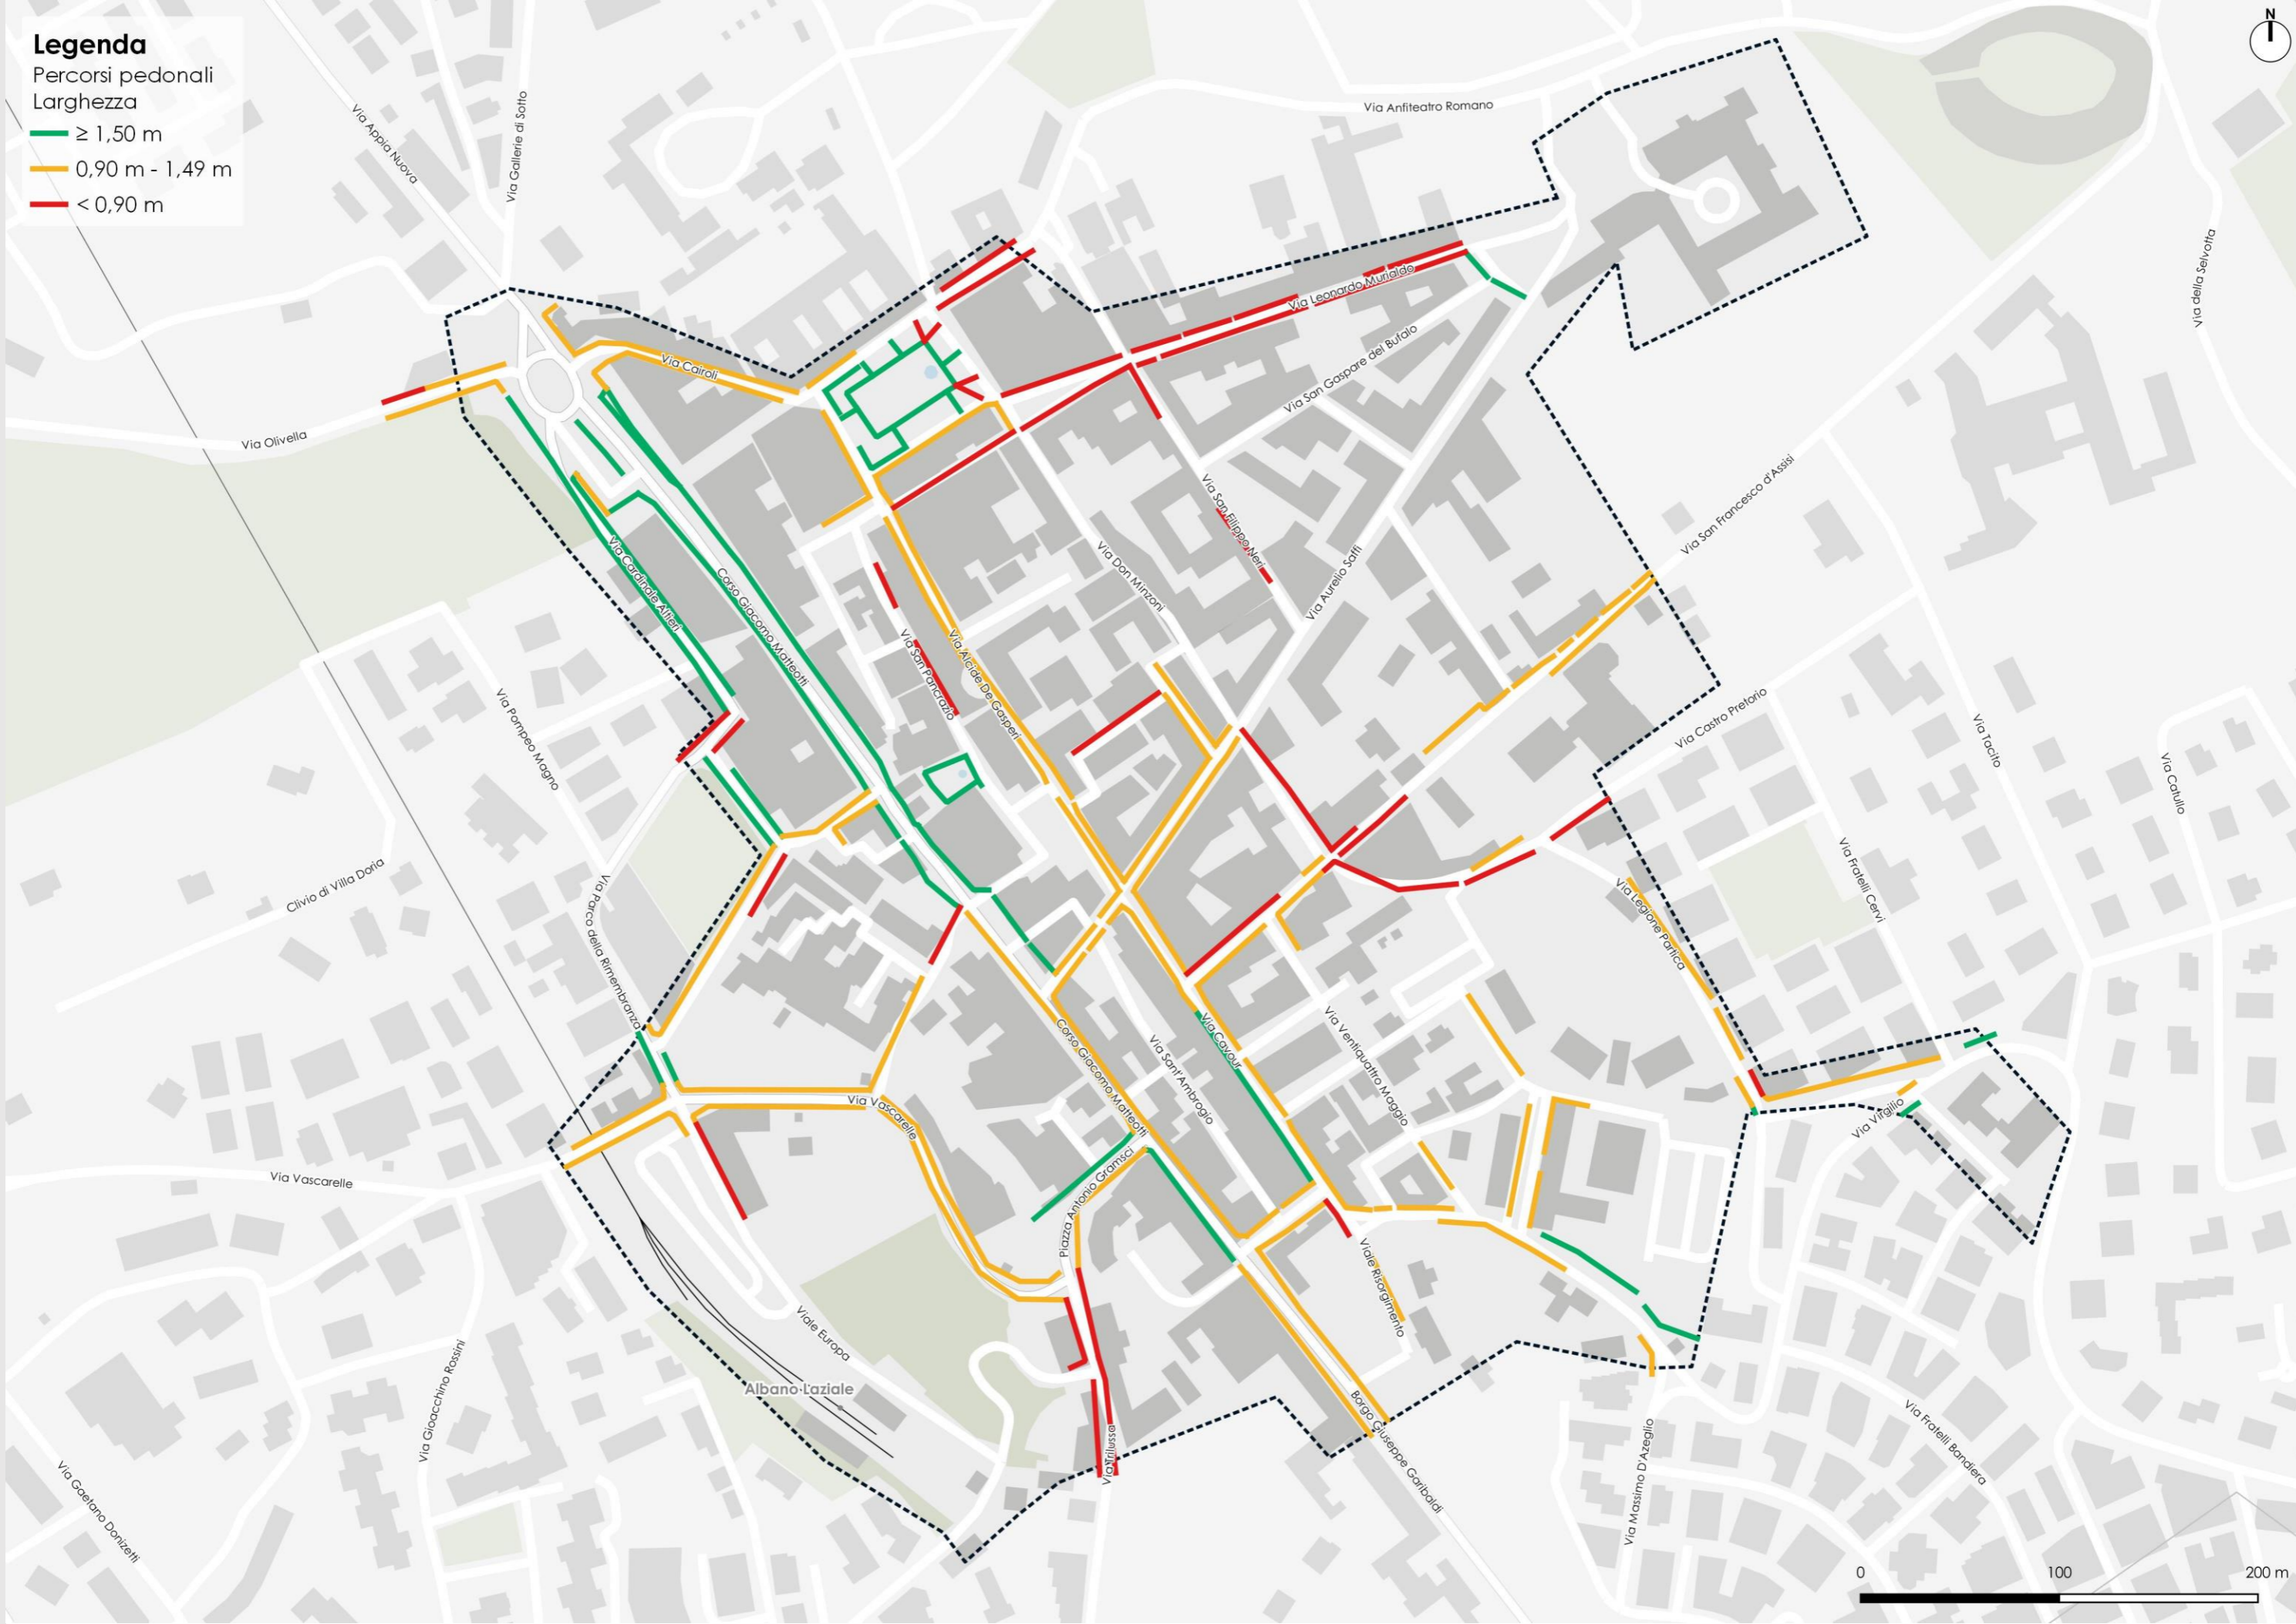 Legenda
Percorsi pedonali
Larghezza
≥ 1,50 m
0,90 m - 1,49 m
< 0,90 m
N
Via Appia Nuova
Via Gallerie di Sotto
Via Anfiteatro Romano
Via della Selvotta
Via Leonardo Murialdo
Via San Gaspare del Bufalo
Via Cairoli
Via Olivella
Via San Francesco d'Assisi
Via San Filippo Neri
Via Don Minzoni
Via Aurelio Saffi
Via Cardinale Altieri
Corso Giacomo Matteotti
Via San Pancrazio
Via Alcide De Gasperi
Via Pompeo Magno
Via Castro Pretorio
Via Tacito
Via Catullo
Via Fratelli Cervi
Clivio di Villa Doria
Via Parco della Rimembranza
Via Legione Partica
Via Cavour
Via Ventiquattro Maggio
Corso Giacomo Matteotti
Via Sant'Ambrogio
Via Vascarelle
Via Virgilio
Via Vascarelle
Piazza Antonio Gramsci
Viale Risorgimento
Viale Europa
Albano Laziale
Via Gioacchino Rossini
Borgo Giuseppe Garibaldi
Via Trilussa
Via Massimo D'Azeglio
Via Fratelli Bandiera
Via Gaetano Donizetti
0 100 200 m